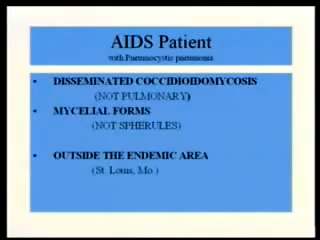 AIDS Patient
with Pneumocystis pneumonia
• DISSEMINATED COCCIDIOIDOMYCOSIS
(NOT PULMONARY)
• MYCELIAL FORMS
(NOT SPHERULES)
• OUTSIDE THE ENDEMIC AREA
(St. Louis, Mo.)